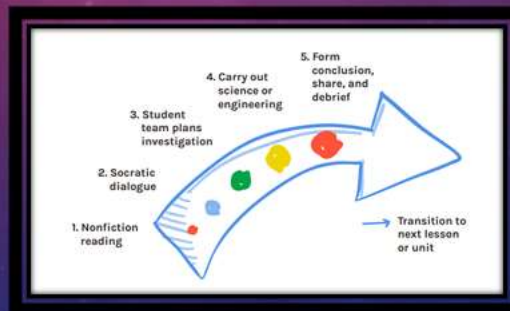 1. Nonfiction
reading
2. Socratic
dialogue
3. Student
team plans
investigation
4. Carry out
science or
engineering
5. Form
conclusion,
share, and
debrief
Transition to
next lesson
or unit